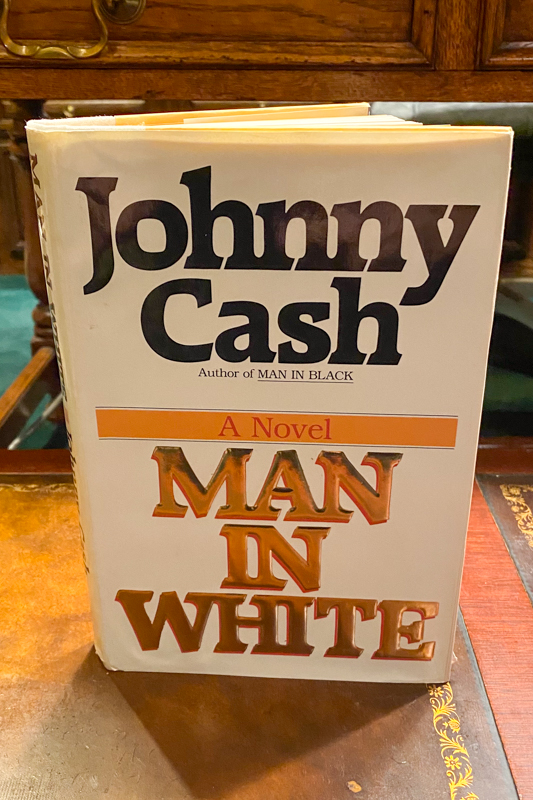 Johnny
Cash
Author of MAN IN BLACK
A Novel
MAN
IN
WHITE